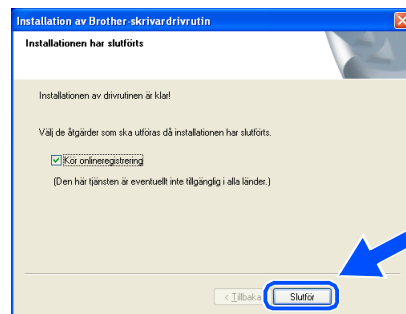 Installation av Brother-skrivardrivrutin
Installationen har slutförts
Installationen av drivrutinen är klar!
Välj de åtgärder som ska utföras då installationen har slutförts.
Kör onlineregistrering
(Den här tjänsten är eventuellt inte tillgänglig i alla länder.)
< Tillbaka
Slutför